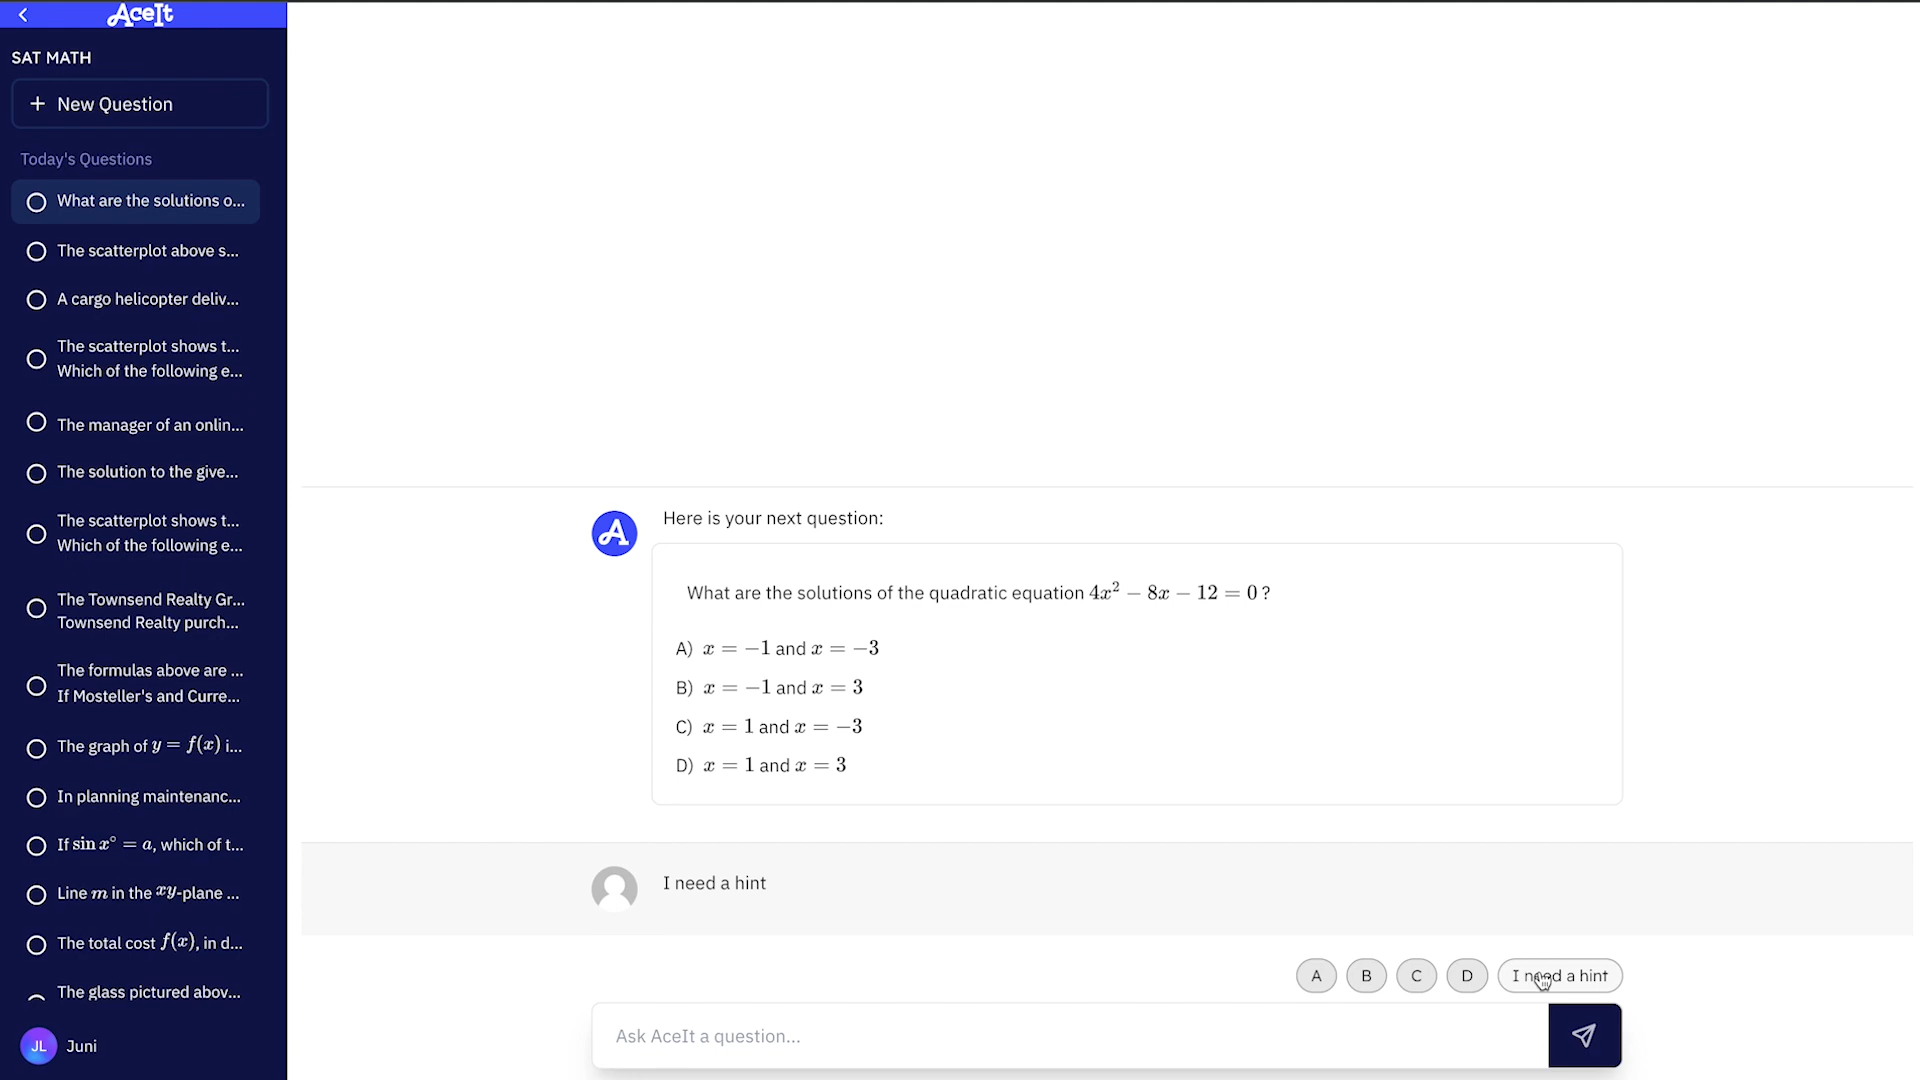 AceIt
SAT MATH
+ New Question
Today's Questions
What are the solutions o...
The scatterplot above s...
A cargo helicopter deliv...
The scatterplot shows t...
Which of the following e...
The manager of an onlin...
The solution to the give...
The scatterplot shows t...
Which of the following e...
The Townsend Realty Gr...
Townsend Realty purch...
The formulas above are ...
If Mosteller's and Curre...
The graph of y = f(x) i...
In planning maintenanc...
If sin x° = a, which of t...
Line m in the xy-plane ...
The total cost f(x), in d...
The glass pictured abov...
JL Juni
A
Here is your next question:
What are the solutions of the quadratic equation 4x² − 8x − 12 = 0 ?
A) x = −1 and x = −3
B) x = −1 and x = 3
C) x = 1 and x = −3
D) x = 1 and x = 3
I need a hint
A B C D I need a hint
Ask AceIt a question...